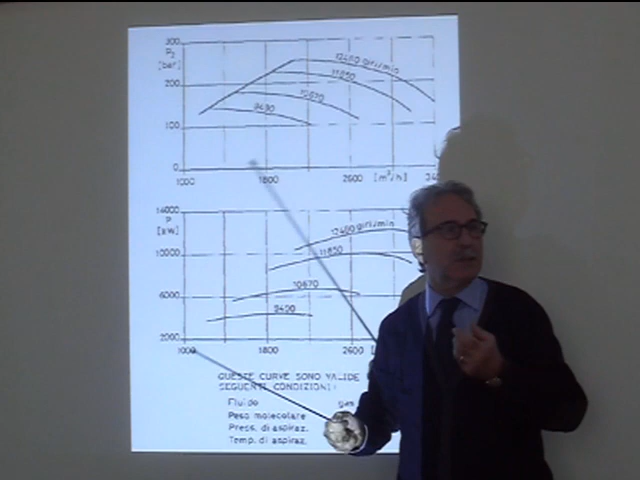 300
P2
[bar]
12400 giri/min
11850
200
10670
9490
100
0
1000 1800 2600 [m³/h]
14000
P
[kW]
12400 giri/min
11850
10000
10670
6000
9400
2000
1000 1800 2600
QUESTE CURVE SONO VALIDE
SEGUENTI CONDIZIONI:
Fluido gas
Peso molecolare
Press. di aspiraz.
Temp. di aspiraz.